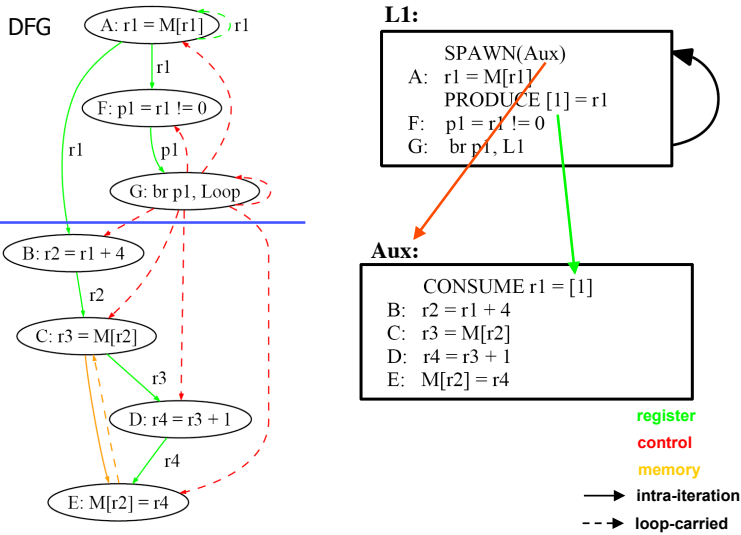 DFG
A: r1 = M[r1]
r1
r1
F: p1 = r1 != 0
r1
p1
G: br p1, Loop
B: r2 = r1 + 4
r2
C: r3 = M[r2]
r3
D: r4 = r3 + 1
r4
E: M[r2] = r4
L1:
SPAWN(Aux)
A: r1 = M[r1]
PRODUCE [1] = r1
F: p1 = r1 != 0
G: br p1, L1
Aux:
CONSUME r1 = [1]
B: r2 = r1 + 4
C: r3 = M[r2]
D: r4 = r3 + 1
E: M[r2] = r4
register
control
memory
intra-iteration
loop-carried